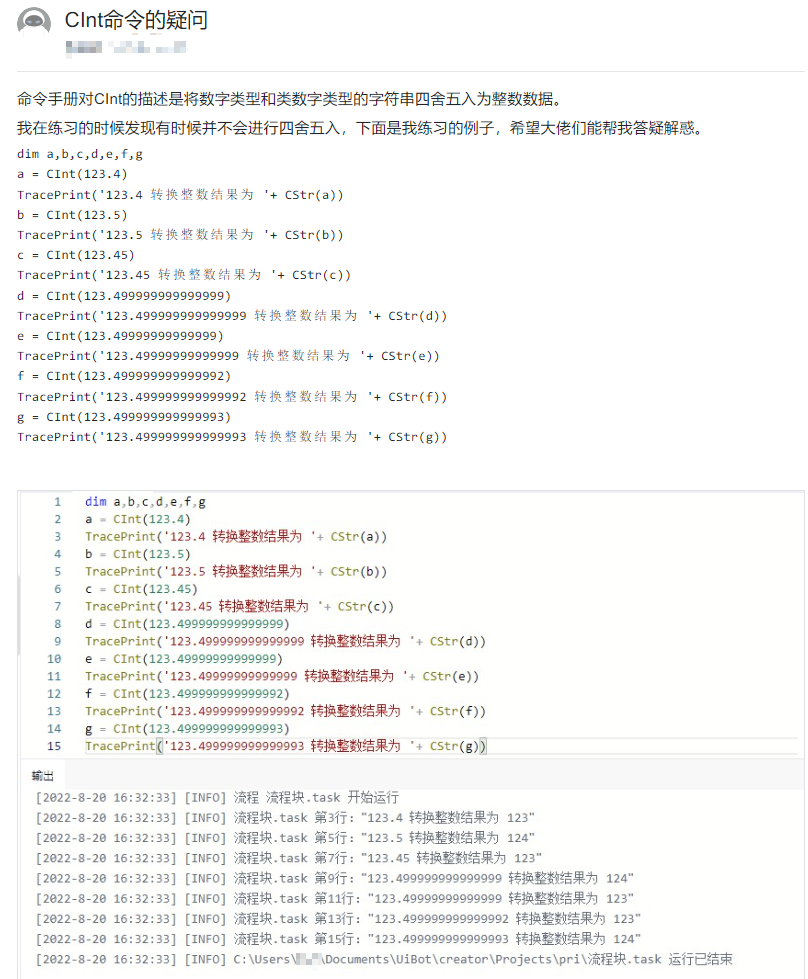 CInt命令的疑问
命令手册对CInt的描述是将数字类型和类数字类型的字符串四舍五入为整数数据。
我在练习的时候发现有时候并不会进行四舍五入，下面是我练习的例子，希望大佬们能帮我答疑解惑。
dim a,b,c,d,e,f,g
a = CInt(123.4)
TracePrint('123.4 转换整数结果为 '+ CStr(a))
b = CInt(123.5)
TracePrint('123.5 转换整数结果为 '+ CStr(b))
c = CInt(123.45)
TracePrint('123.45 转换整数结果为 '+ CStr(c))
d = CInt(123.499999999999999)
TracePrint('123.499999999999999 转换整数结果为 '+ CStr(d))
e = CInt(123.49999999999999)
TracePrint('123.49999999999999 转换整数结果为 '+ CStr(e))
f = CInt(123.499999999999992)
TracePrint('123.499999999999992 转换整数结果为 '+ CStr(f))
g = CInt(123.499999999999993)
TracePrint('123.499999999999993 转换整数结果为 '+ CStr(g))
1 dim a,b,c,d,e,f,g
2 a = CInt(123.4)
3 TracePrint('123.4 转换整数结果为 '+ CStr(a))
4 b = CInt(123.5)
5 TracePrint('123.5 转换整数结果为 '+ CStr(b))
6 c = CInt(123.45)
7 TracePrint('123.45 转换整数结果为 '+ CStr(c))
8 d = CInt(123.499999999999999)
9 TracePrint('123.499999999999999 转换整数结果为 '+ CStr(d))
10 e = CInt(123.49999999999999)
11 TracePrint('123.49999999999999 转换整数结果为 '+ CStr(e))
12 f = CInt(123.499999999999992)
13 TracePrint('123.499999999999992 转换整数结果为 '+ CStr(f))
14 g = CInt(123.499999999999993)
15 TracePrint('123.499999999999993 转换整数结果为 '+ CStr(g))
输出
[2022-8-20 16:32:33] [INFO] 流程 流程块.task 开始运行
[2022-8-20 16:32:33] [INFO] 流程块.task 第3行："123.4 转换整数结果为 123"
[2022-8-20 16:32:33] [INFO] 流程块.task 第5行："123.5 转换整数结果为 124"
[2022-8-20 16:32:33] [INFO] 流程块.task 第7行："123.45 转换整数结果为 123"
[2022-8-20 16:32:33] [INFO] 流程块.task 第9行："123.499999999999999 转换整数结果为 124"
[2022-8-20 16:32:33] [INFO] 流程块.task 第11行："123.49999999999999 转换整数结果为 123"
[2022-8-20 16:32:33] [INFO] 流程块.task 第13行："123.499999999999992 转换整数结果为 123"
[2022-8-20 16:32:33] [INFO] 流程块.task 第15行："123.499999999999993 转换整数结果为 124"
[2022-8-20 16:32:33] [INFO] C:\Users\ \Documents\UiBot\creator\Projects\pri\流程块.task 运行已结束